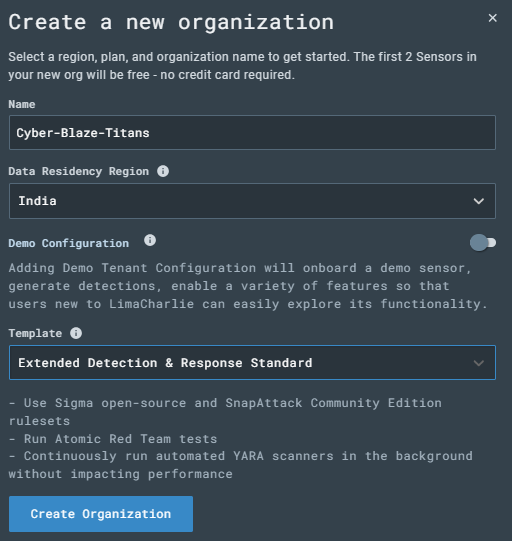 Create a new organization
Select a region, plan, and organization name to get started. The first 2 Sensors in
your new org will be free - no credit card required.
Name
Cyber-Blaze-Titans
Data Residency Region
India
Demo Configuration
Adding Demo Tenant Configuration will onboard a demo sensor,
generate detections, enable a variety of features so that
users new to LimaCharlie can easily explore its functionality.
Template
Extended Detection & Response Standard
- Use Sigma open-source and SnapAttack Community Edition
rulesets
- Run Atomic Red Team tests
- Continuously run automated YARA scanners in the background
without impacting performance
Create Organization